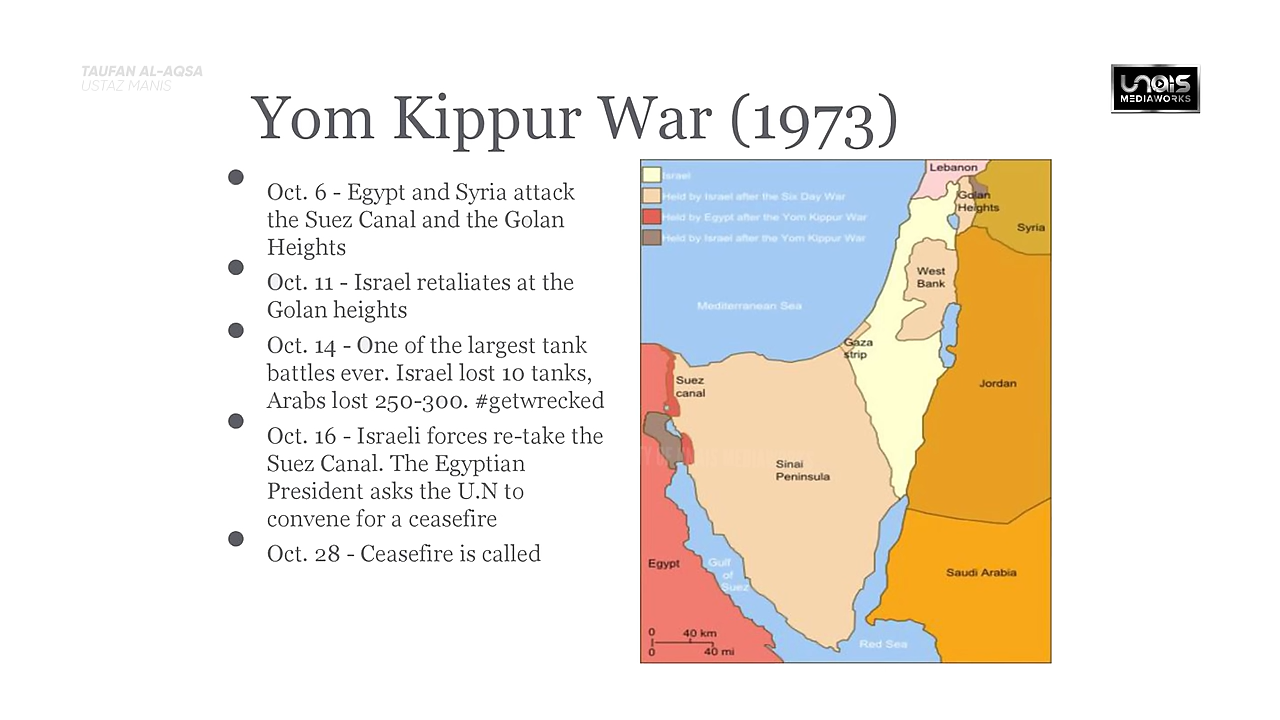 TAUFAN AL-AQSA
USTAZ MANIS
UNAIS
MEDIAWORKS
Yom Kippur War (1973)
Oct. 6 - Egypt and Syria attack
the Suez Canal and the Golan
Heights
Oct. 11 - Israel retaliates at the
Golan heights
Oct. 14 - One of the largest tank
battles ever. Israel lost 10 tanks,
Arabs lost 250-300. #getwrecked
Oct. 16 - Israeli forces re-take the
Suez Canal. The Egyptian
President asks the U.N to
convene for a ceasefire
Oct. 28 - Ceasefire is called
Israel
Held by Israel after the Six Day War
Held by Egypt after the Yom Kippur War
Held by Israel after the Yom Kippur War
Lebanon
Golan
Heights
Syria
West
Bank
Mediterranean Sea
Gaza
strip
Suez
canal
Jordan
Sinai
Peninsula
Egypt
Gulf
of
Suez
Saudi Arabia
Red Sea
0 40 km
0 40 mi